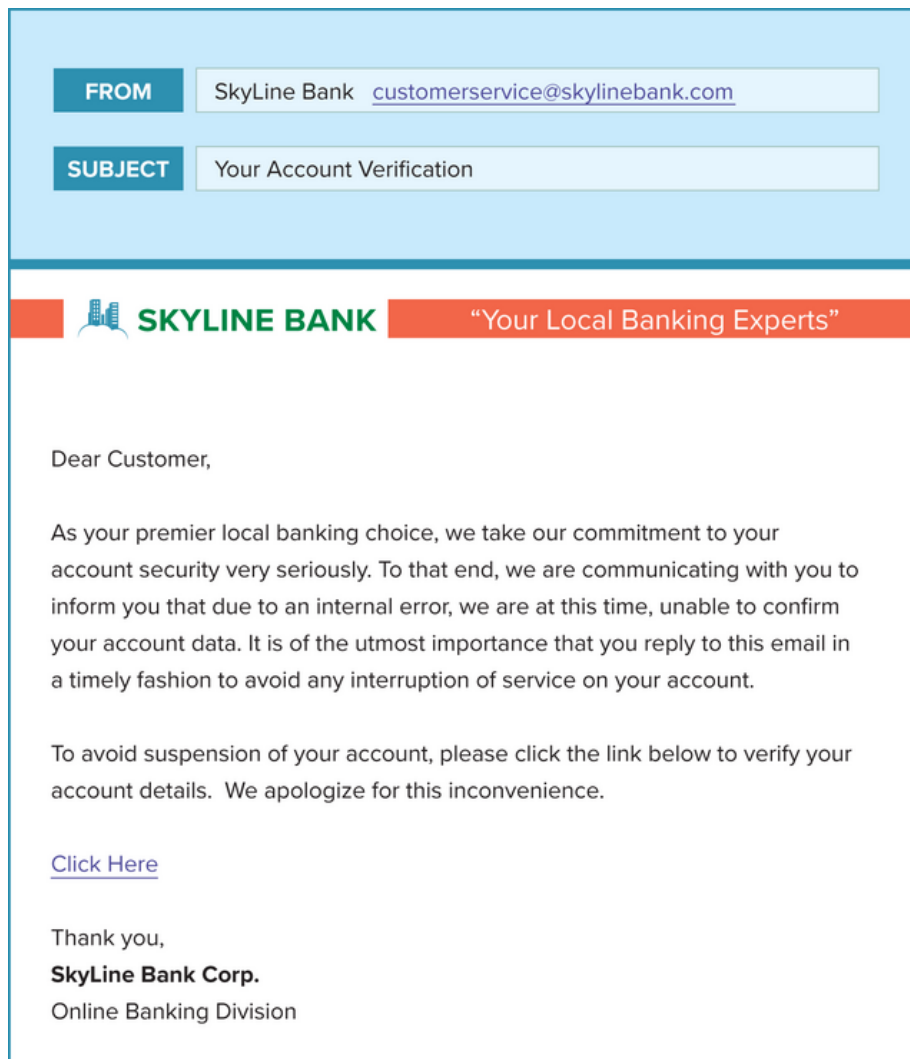 FROM SkyLine Bank customerservice@skylinebank.com
SUBJECT Your Account Verification
SKYLINE BANK “Your Local Banking Experts”
Dear Customer,
As your premier local banking choice, we take our commitment to your
account security very seriously. To that end, we are communicating with you to
inform you that due to an internal error, we are at this time, unable to confirm
your account data. It is of the utmost importance that you reply to this email in
a timely fashion to avoid any interruption of service on your account.
To avoid suspension of your account, please click the link below to verify your
account details.  We apologize for this inconvenience.
Click Here
Thank you,
SkyLine Bank Corp.
Online Banking Division